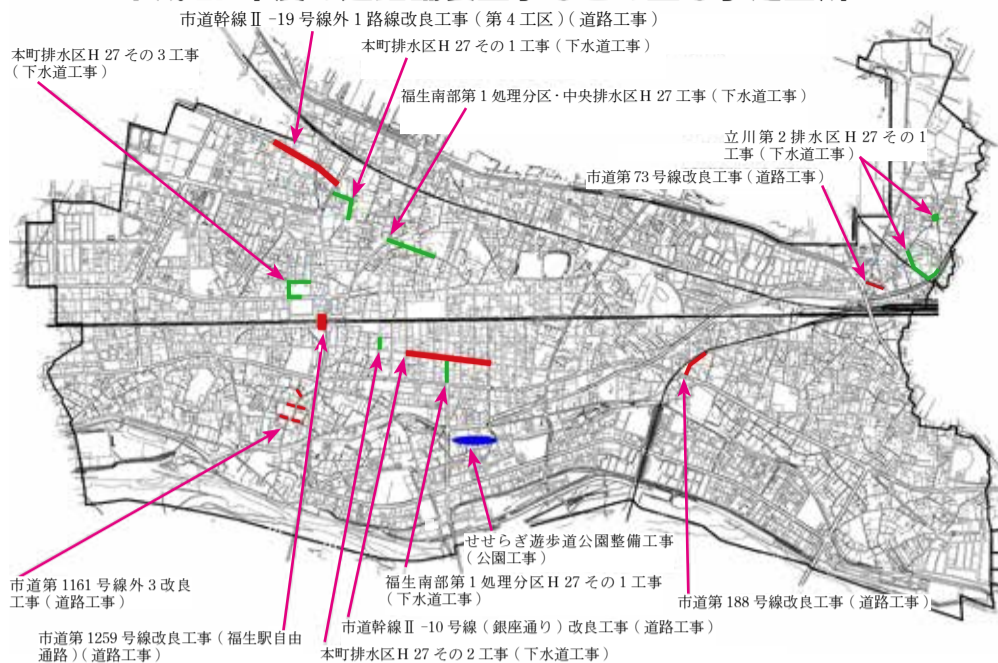 市道幹線Ⅱ-19号線外1路線改良工事(第4工区)(道路工事)
本町排水区H27その3工事
(下水道工事)
本町排水区H27その1工事(下水道工事)
福生南部第1処理分区・中央排水区H27工事(下水道工事)
立川第2排水区H27その1
工事(下水道工事)
市道第73号線改良工事(道路工事)
せせらぎ遊歩道公園整備工事
(公園工事)
市道第1161号線外3改良
工事(道路工事)
福生南部第1処理分区H27その1工事
(下水道工事)
市道第188号線改良工事(道路工事)
市道幹線Ⅱ-10号線(銀座通り)改良工事(道路工事)
市道第1259号線改良工事(福生駅自由
通路)(道路工事)
本町排水区H27その2工事(下水道工事)